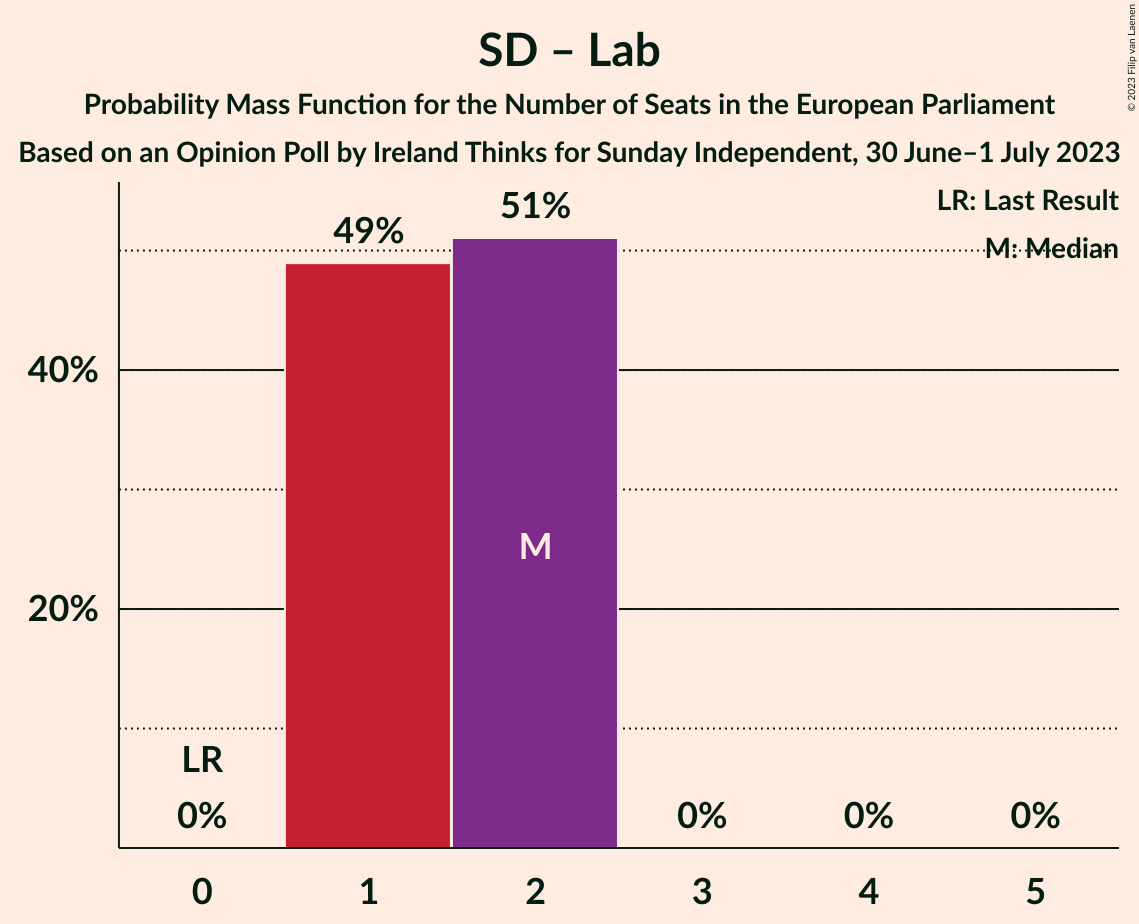 SD – Lab
Probability Mass Function for the Number of Seats in the European Parliament
Based on an Opinion Poll by Ireland Thinks for Sunday Independent, 30 June–1 July 2023
© 2023 Filip van Laenen
LR: Last Result
M: Median
49%
51%
40%
20%
M
LR
0%
0%
0%
0%
0
1
2
3
4
5